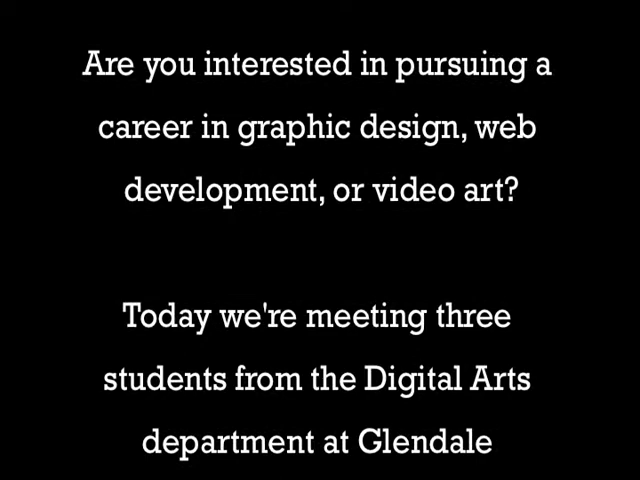 Are you interested in pursuing a
career in graphic design, web
development, or video art?
Today we're meeting three
students from the Digital Arts
department at Glendale